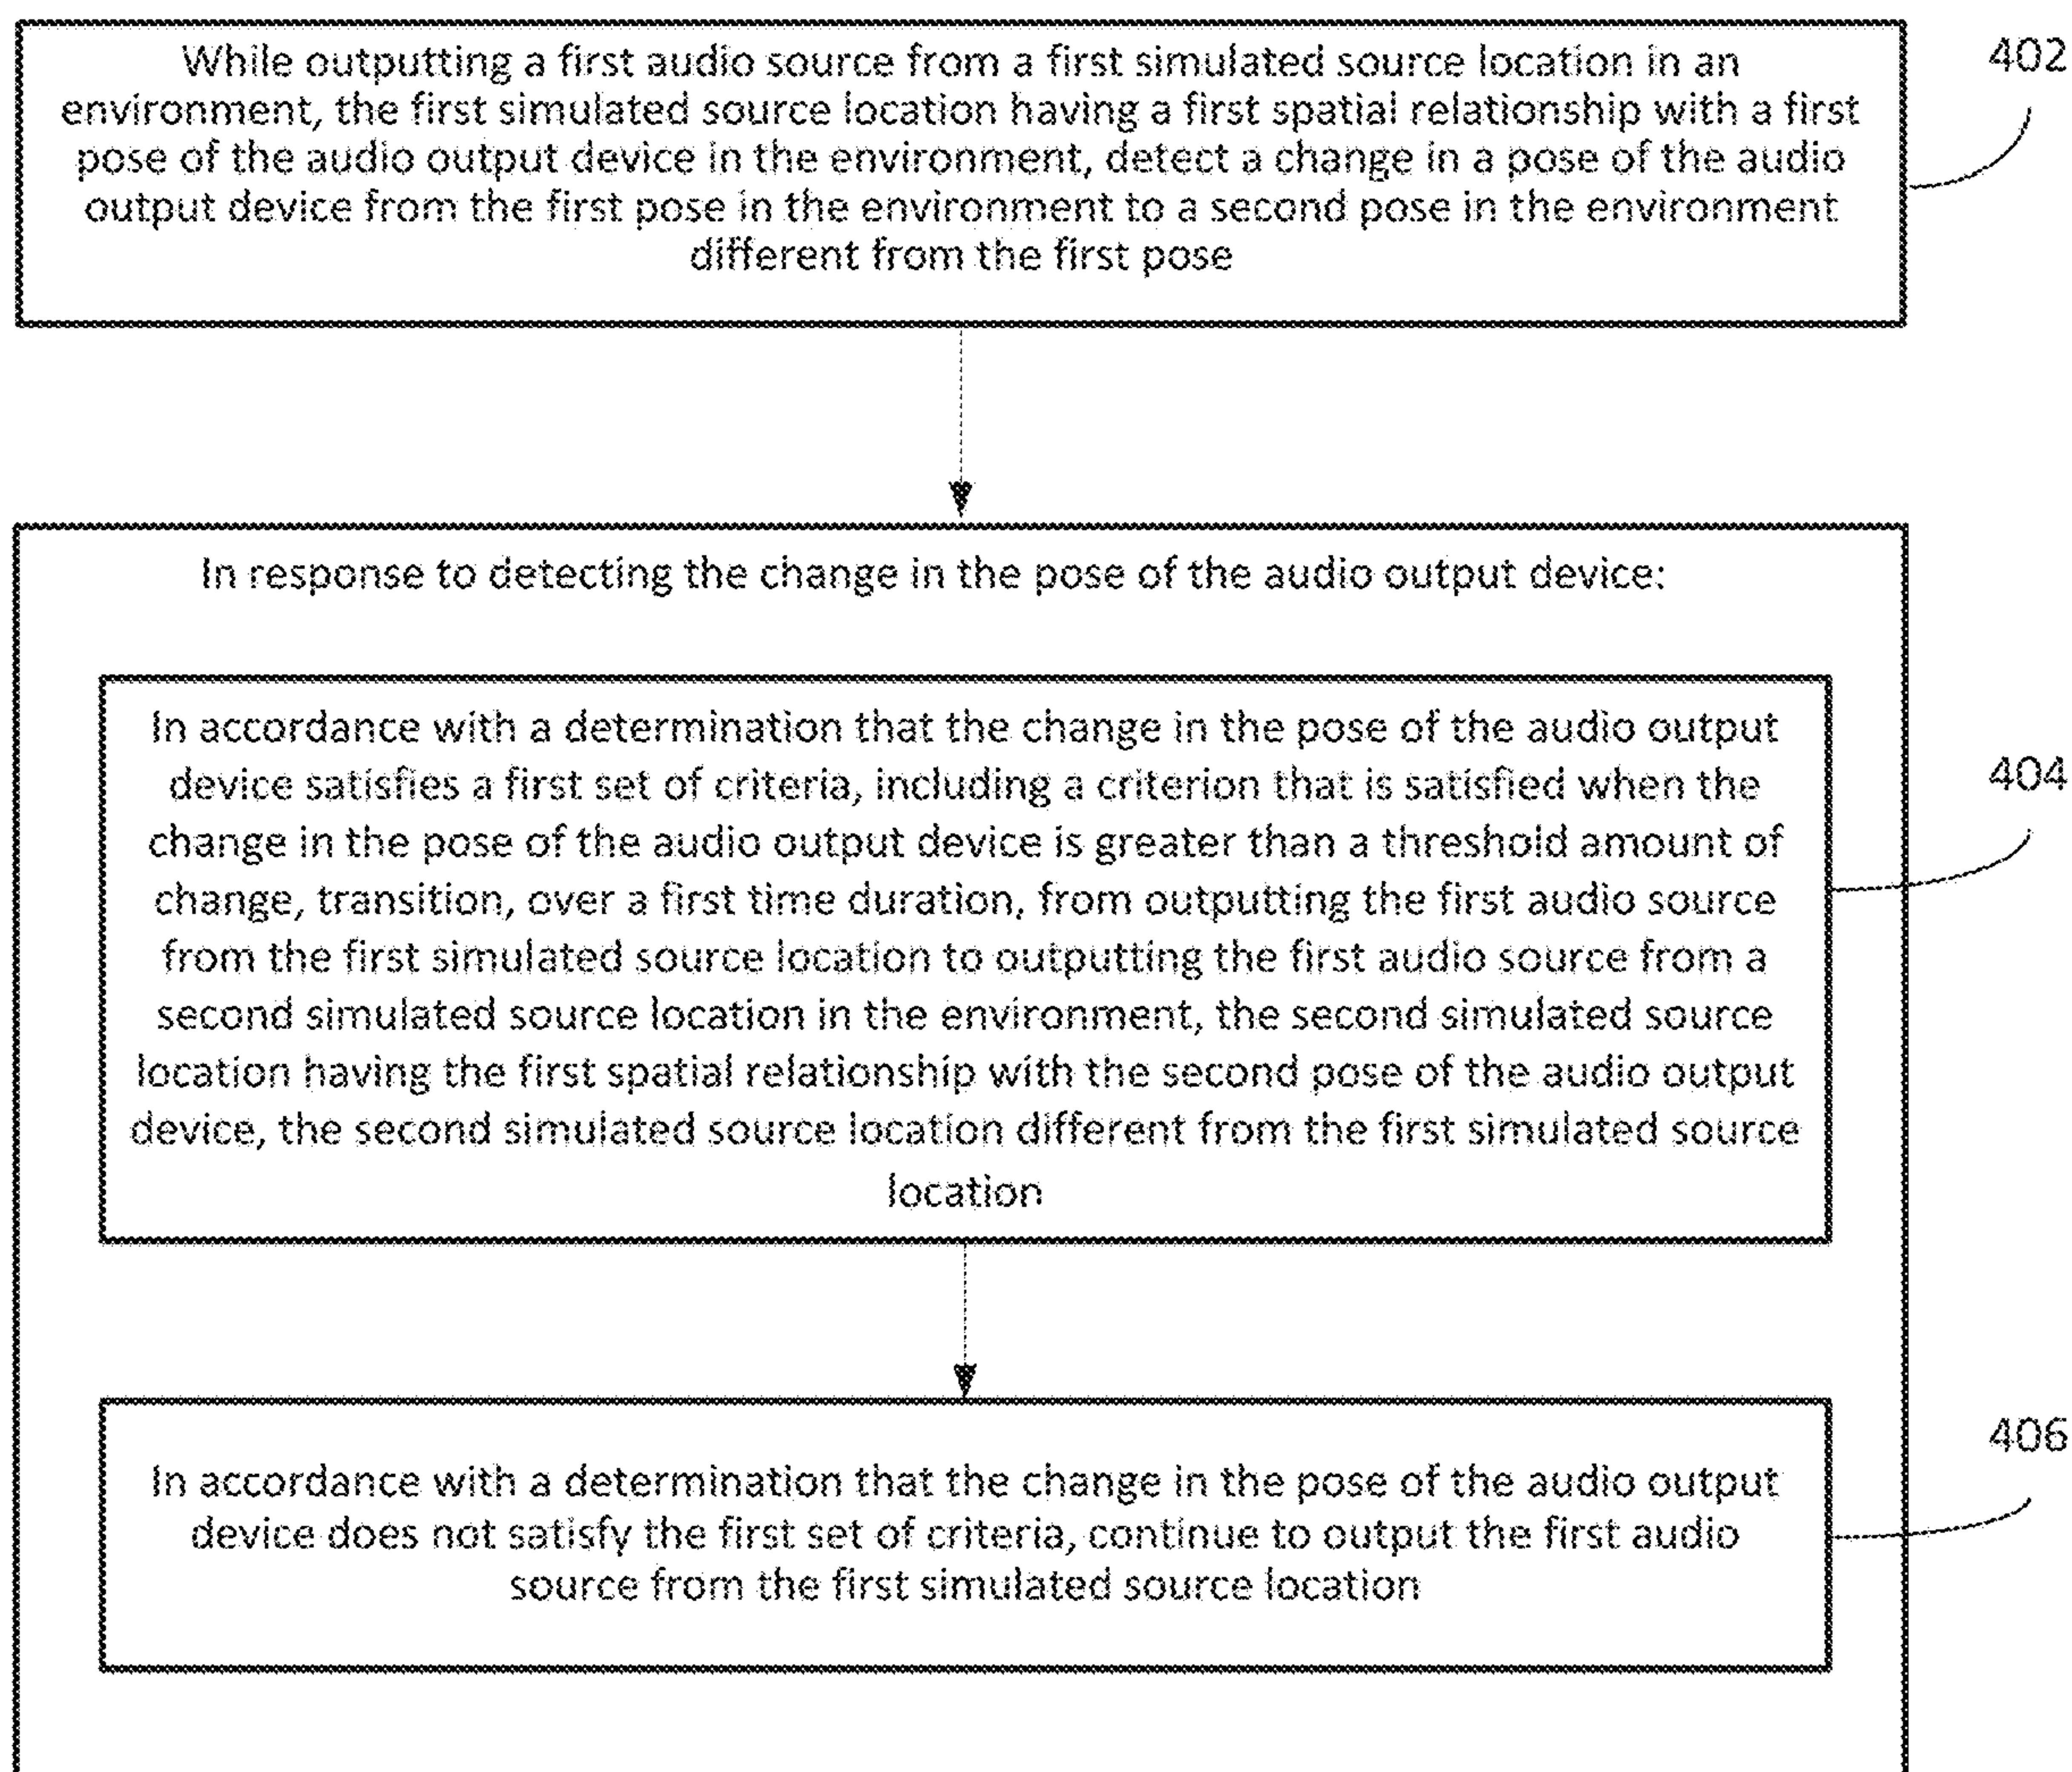 While outputting a first audio source from a first simulated source location in an
environment, the first simulated source location having a first spatial relationship with a first
pose of the audio output device in the environment, detect a change in a pose of the audio
output device from the first pose in the environment to a second pose in the environment
different from the first pose
402
In response to detecting the change in the pose of the audio output device:
In accordance with a determination that the change in the pose of the audio output
device satisfies a first set of criteria, including a criterion that is satisfied when the
change in the pose of the audio output device is greater than a threshold amount of
change, transition, over a first time duration, from outputting the first audio source
from the first simulated source location to outputting the first audio source from a
second simulated source location in the environment, the second simulated source
location having the first spatial relationship with the second pose of the audio output
device, the second simulated source location different from the first simulated source
location
404
In accordance with a determination that the change in the pose of the audio output
device does not satisfy the first set of criteria, continue to output the first audio
source from the first simulated source location
406